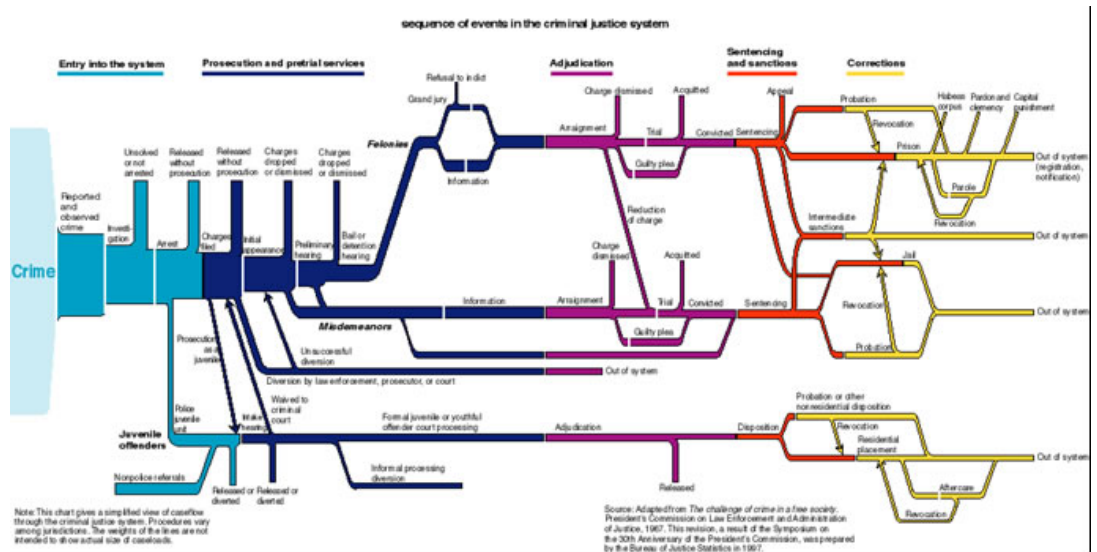 sequence of events in the criminal justice system
Entry into the system
Prosecution and pretrial services
Adjudication
Sentencing
and sanctions
Corrections
Refusal to indict
Grand jury
Felonies
Information
Charge dismissed
Acquitted
Arraignment
Trial
Convicted
Guilty plea
Sentencing
Appeal
Probation
Revocation
Prison
Habeas
corpus
Pardon and
clemency
Capital
punishment
Out of system
(registration,
notification)
Parole
Revocation
Unsolved
or not
arrested
Released
without
prosecution
Released
without
prosecution
Charges
dropped
or dismissed
Charges
dropped
or dismissed
Reported
and
observed
crime
Investi-
gation
Arrest
Charges
filed
Initial
appearance
Preliminary
hearing
Bail or
detention
hearing
Crime
Reduction
of charge
Intermediate
sanctions
Out of system
Charge
dismissed
Acquitted
Jail
Information
Arraignment
Trial
Convicted
Guilty plea
Sentencing
Revocation
Out of system
Probation
Misdemeanors
Prosecution
as a
juvenile
Unsuccessful
diversion
Diversion by law enforcement, prosecutor, or court
Out of system
Waived to
criminal
court
Police
juvenile
unit
Intake
hearing
Formal juvenile or youthful
offender court processing
Adjudication
Disposition
Probation or other
nonresidential disposition
Revocation
Residential
placement
Out of system
Juvenile
offenders
Nonpolice referrals
Released or
diverted
Released or
diverted
Informal processing
diversion
Released
Aftercare
Revocation
Note: This chart gives a simplified view of caseflow
through the criminal justice system. Procedures vary
among jurisdictions. The weights of the lines are not
intended to show actual size of caseloads.
Source: Adapted from The challenge of crime in a free society.
President's Commission on Law Enforcement and Administration
of Justice, 1967. This revision, a result of the Symposium on
the 30th Anniversary of the President's Commission, was prepared
by the Bureau of Justice Statistics in 1997.